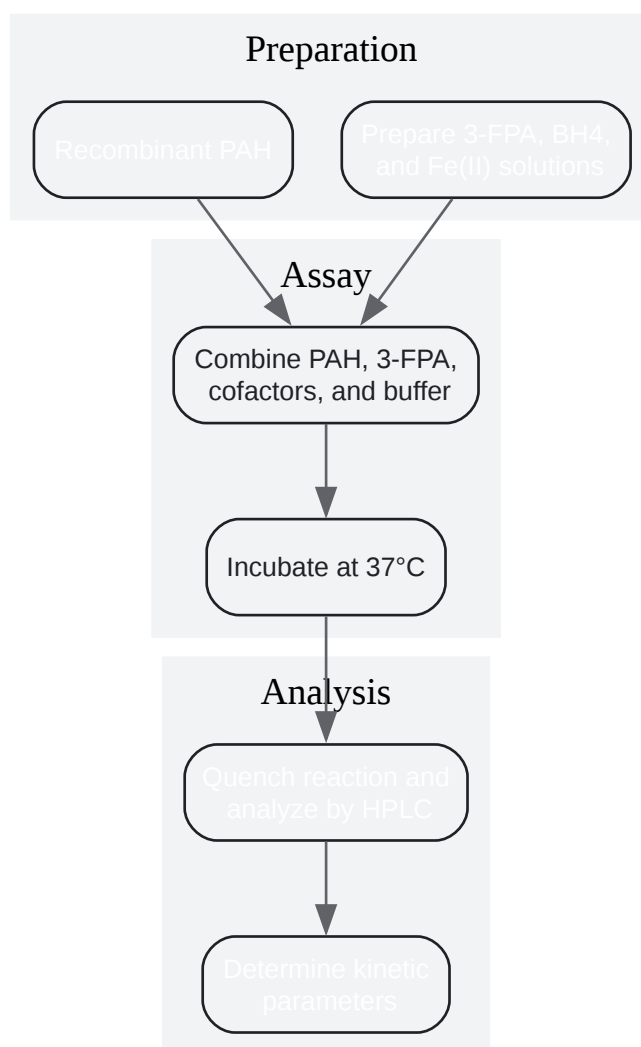 Preparation
Recombinant PAH
Prepare 3-FPA, BH4,
and Fe(II) solutions
Assay
Combine PAH, 3-FPA,
cofactors, and buffer
Incubate at 37°C
Analysis
Quench reaction and
analyze by HPLC
Determine kinetic
parameters